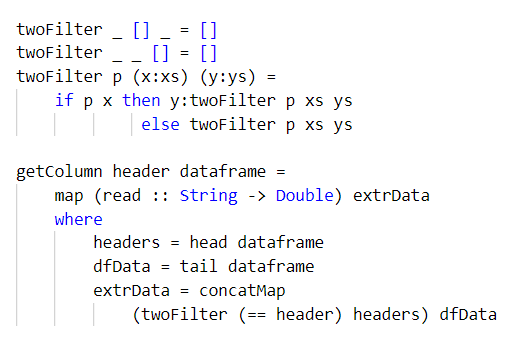 twoFilter _ [] _ = []
twoFilter _ _ [] = []
twoFilter p (x:xs) (y:ys) =
    if p x then y:twoFilter p xs ys
             else twoFilter p xs ys

getColumn header dataframe =
    map (read :: String -> Double) extrData
    where
        headers = head dataframe
        dfData = tail dataframe
        extrData = concatMap
            (twoFilter (== header) headers) dfData